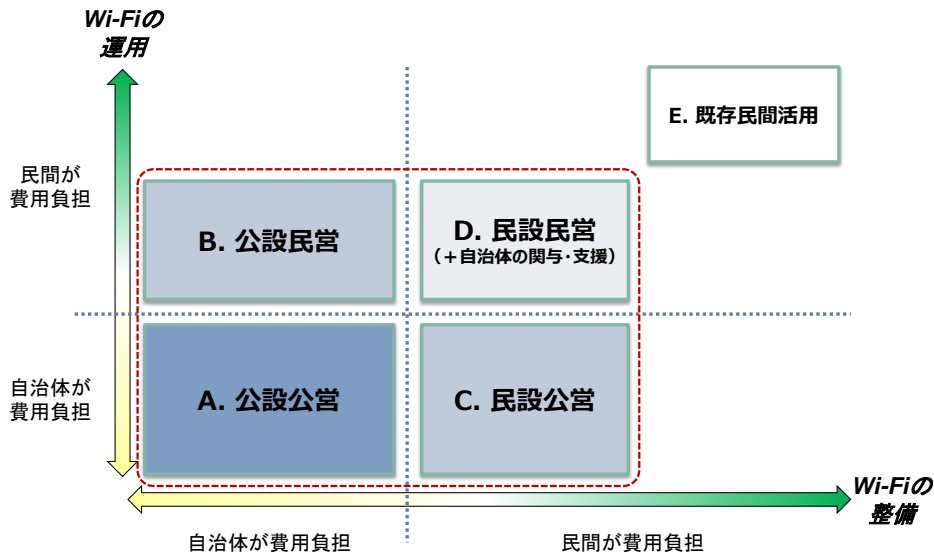 Wi-Fiの
運用
E. 既存民間活用
民間が
費用負担
B. 公設民営
D. 民設民営
（＋自治体の関与・支援）
自治体が
費用負担
A. 公設公営
C. 民設公営
Wi-Fiの
整備
自治体が費用負担
民間が費用負担